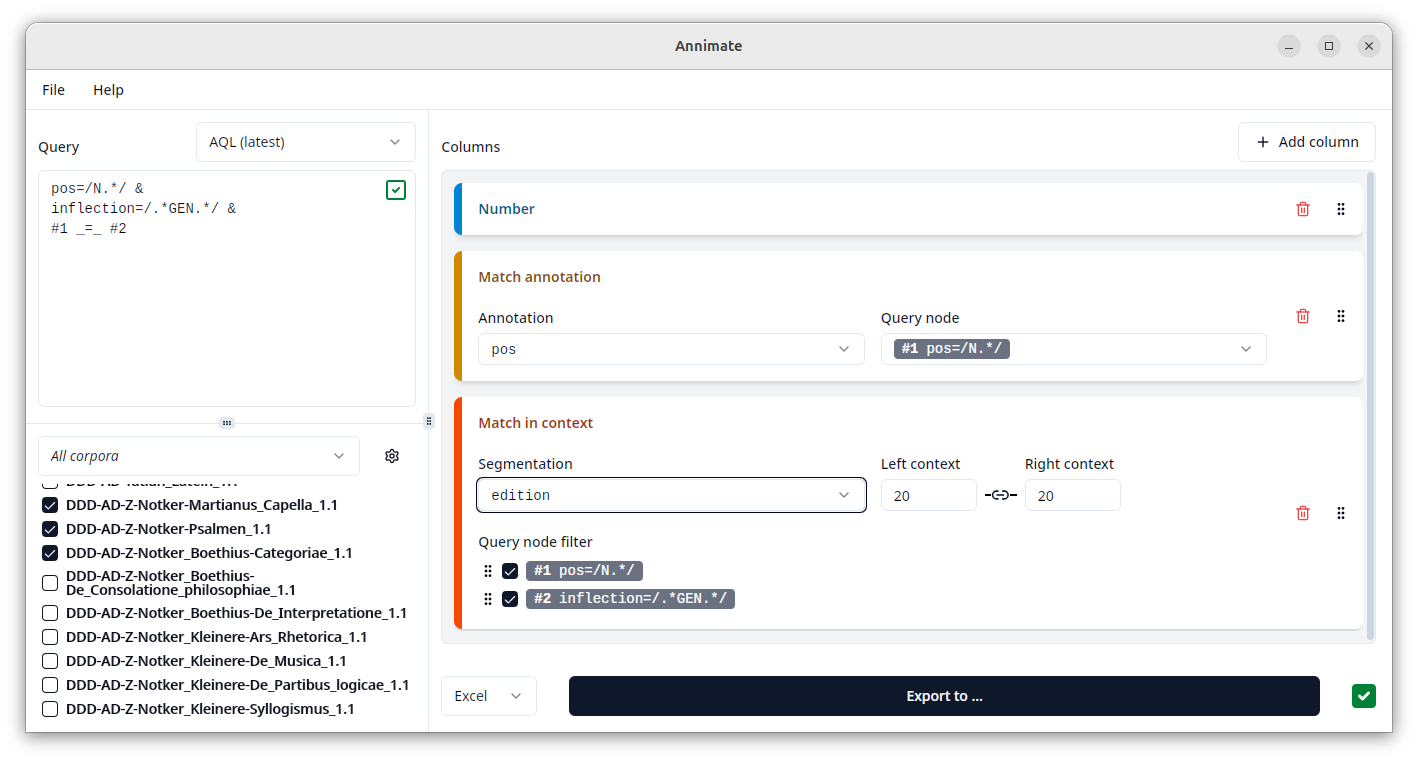 Annimate
File Help
Query
AQL (latest)
pos=/N.*/ &
inflection=/.*GEN.*/ &
#1 _=_ #2
All corpora
DDD-AD-Z-Notker-Martianus_Capella_1.1
DDD-AD-Z-Notker-Psalmen_1.1
DDD-AD-Z-Notker_Boethius-Categoriae_1.1
DDD-AD-Z-Notker_Boethius-
De_Consolatione_philosophiae_1.1
DDD-AD-Z-Notker_Boethius-De_Interpretatione_1.1
DDD-AD-Z-Notker_Kleinere-Ars_Rhetorica_1.1
DDD-AD-Z-Notker_Kleinere-De_Musica_1.1
DDD-AD-Z-Notker_Kleinere-De_Partibus_logicae_1.1
DDD-AD-Z-Notker_Kleinere-Syllogismus_1.1
Columns
Add column
Number
Match annotation
Annotation Query node
pos #1 pos=/N.*/
Match in context
Segmentation Left context Right context
edition 20 20
Query node filter
#1 pos=/N.*/
#2 inflection=/.*GEN.*/
Excel
Export to ...